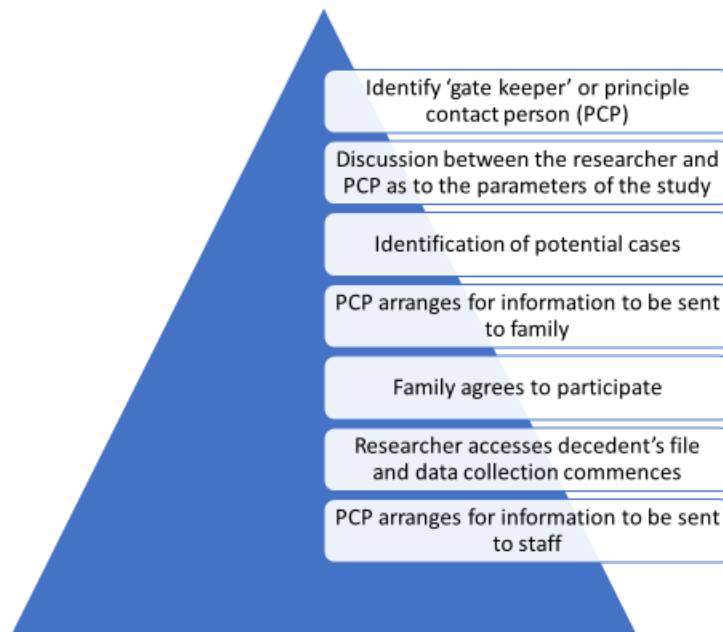 Identify ‘gate keeper’ or principle
contact person (PCP)
Discussion between the researcher and
PCP as to the parameters of the study
Identification of potential cases
PCP arranges for information to be sent
to family
Family agrees to participate
Researcher accesses decedent’s file
and data collection commences
PCP arranges for information to be sent
to staff